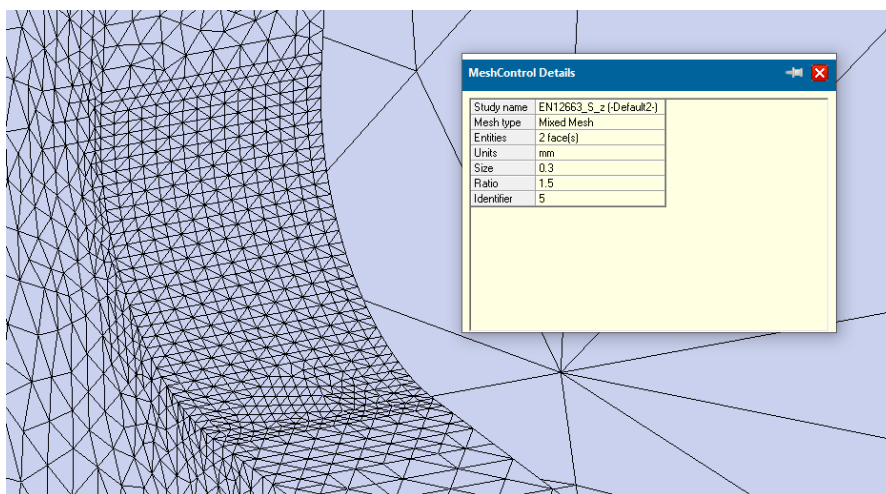 MeshControl Details
Study name EN12663_S_z (-Default2-)
Mesh type Mixed Mesh
Entities 2 face(s)
Units mm
Size 0.3
Ratio 1.5
Identifier 5